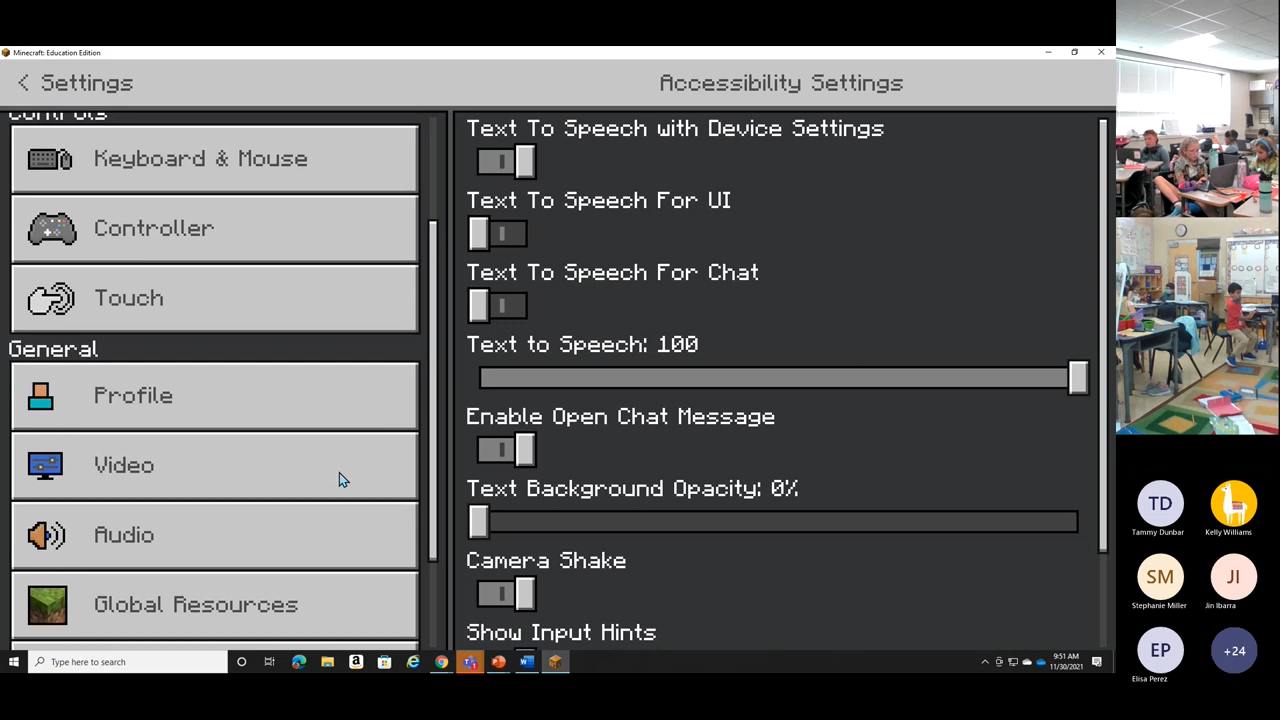 Minecraft: Education Edition
Settings
Accessibility Settings
Controls
Keyboard & Mouse
Controller
Touch
General
Profile
Video
Audio
Global Resources
Text To Speech with Device Settings
Text To Speech For UI
Text To Speech For Chat
Text to Speech: 100
Enable Open Chat Message
Text Background Opacity: 0%
Camera Shake
Show Input Hints
Type here to search
9:51 AM
11/30/2021
TD
Tammy Dunbar
Kelly Williams
SM
Stephanie Miller
JI
Jin Ibarra
EP
Elisa Perez
+24